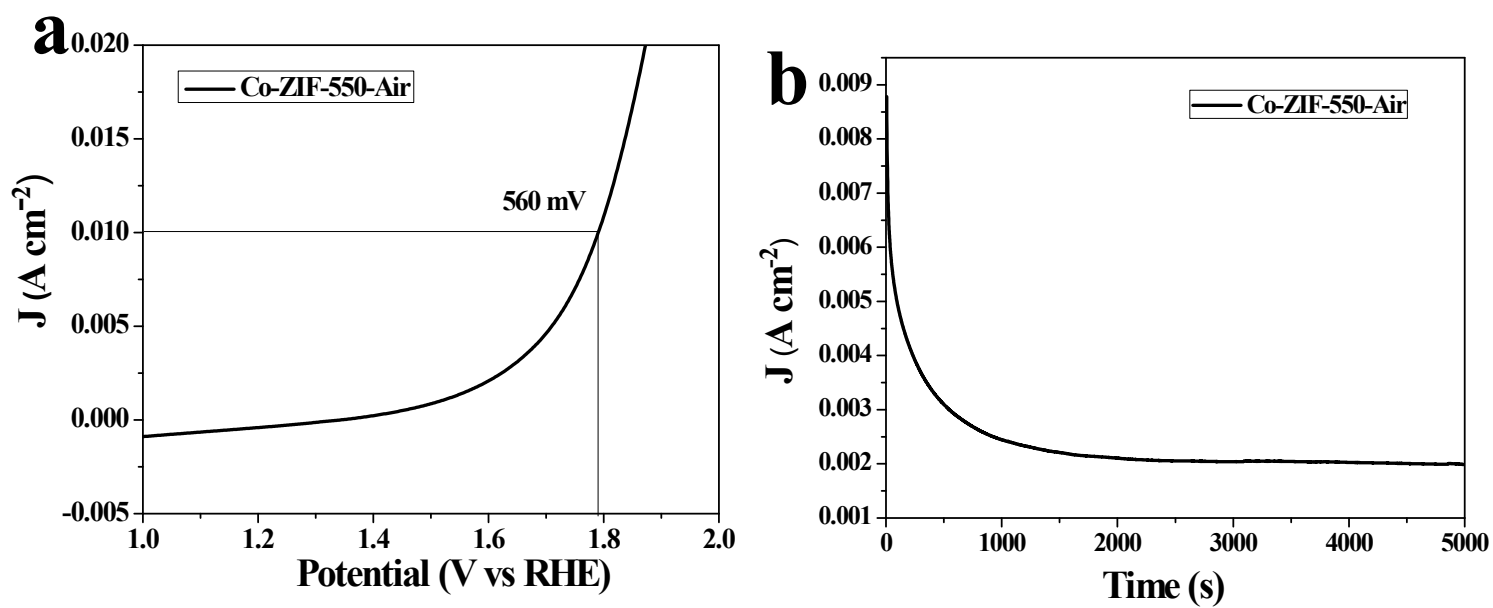 a
0.020
0.015
0.010
0.005
0.000
-0.005
J (A cm⁻²)
Co-ZIF-550-Air
560 mV
1.0 1.2 1.4 1.6 1.8 2.0
Potential (V vs RHE)
b
0.009
0.008
0.007
0.006
0.005
0.004
0.003
0.002
0.001
J (A cm⁻²)
Co-ZIF-550-Air
0 1000 2000 3000 4000 5000
Time (s)